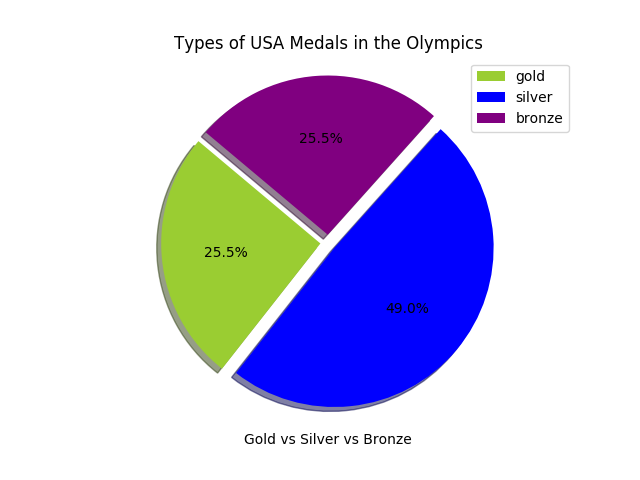 Types of USA Medals in the Olympics
gold
silver
bronze
25.5%
25.5%
49.0%
Gold vs Silver vs Bronze